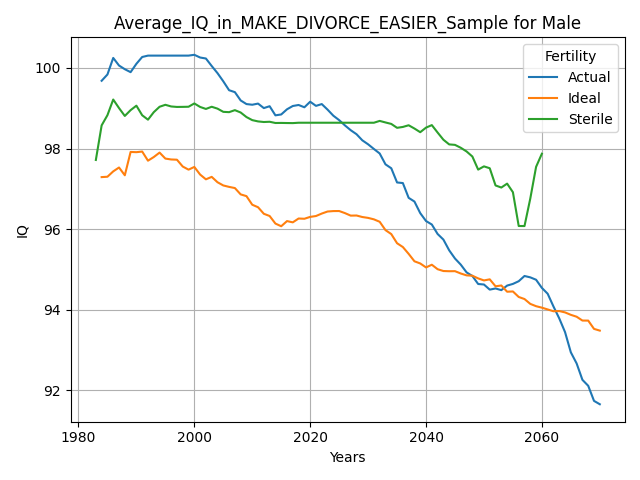 Average_IQ_in_MAKE_DIVORCE_EASIER_Sample for Male
Fertility
Actual
Ideal
Sterile
IQ
100
98
96
94
92
1980
2000
2020
2040
2060
Years